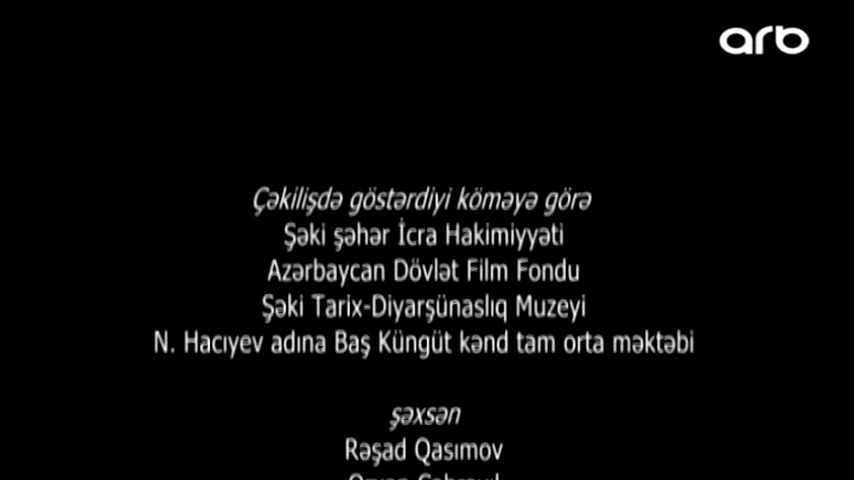 arb
Çəkilişdə göstərdiyi köməyə görə
Şəki şəhər İcra Hakimiyyəti
Azərbaycan Dövlət Film Fondu
Şəki Tarix-Diyarşünaslıq Muzeyi
N. Hacıyev adına Baş Küngüt kənd tam orta məktəbi
şəxsən
Rəşad Qasımov